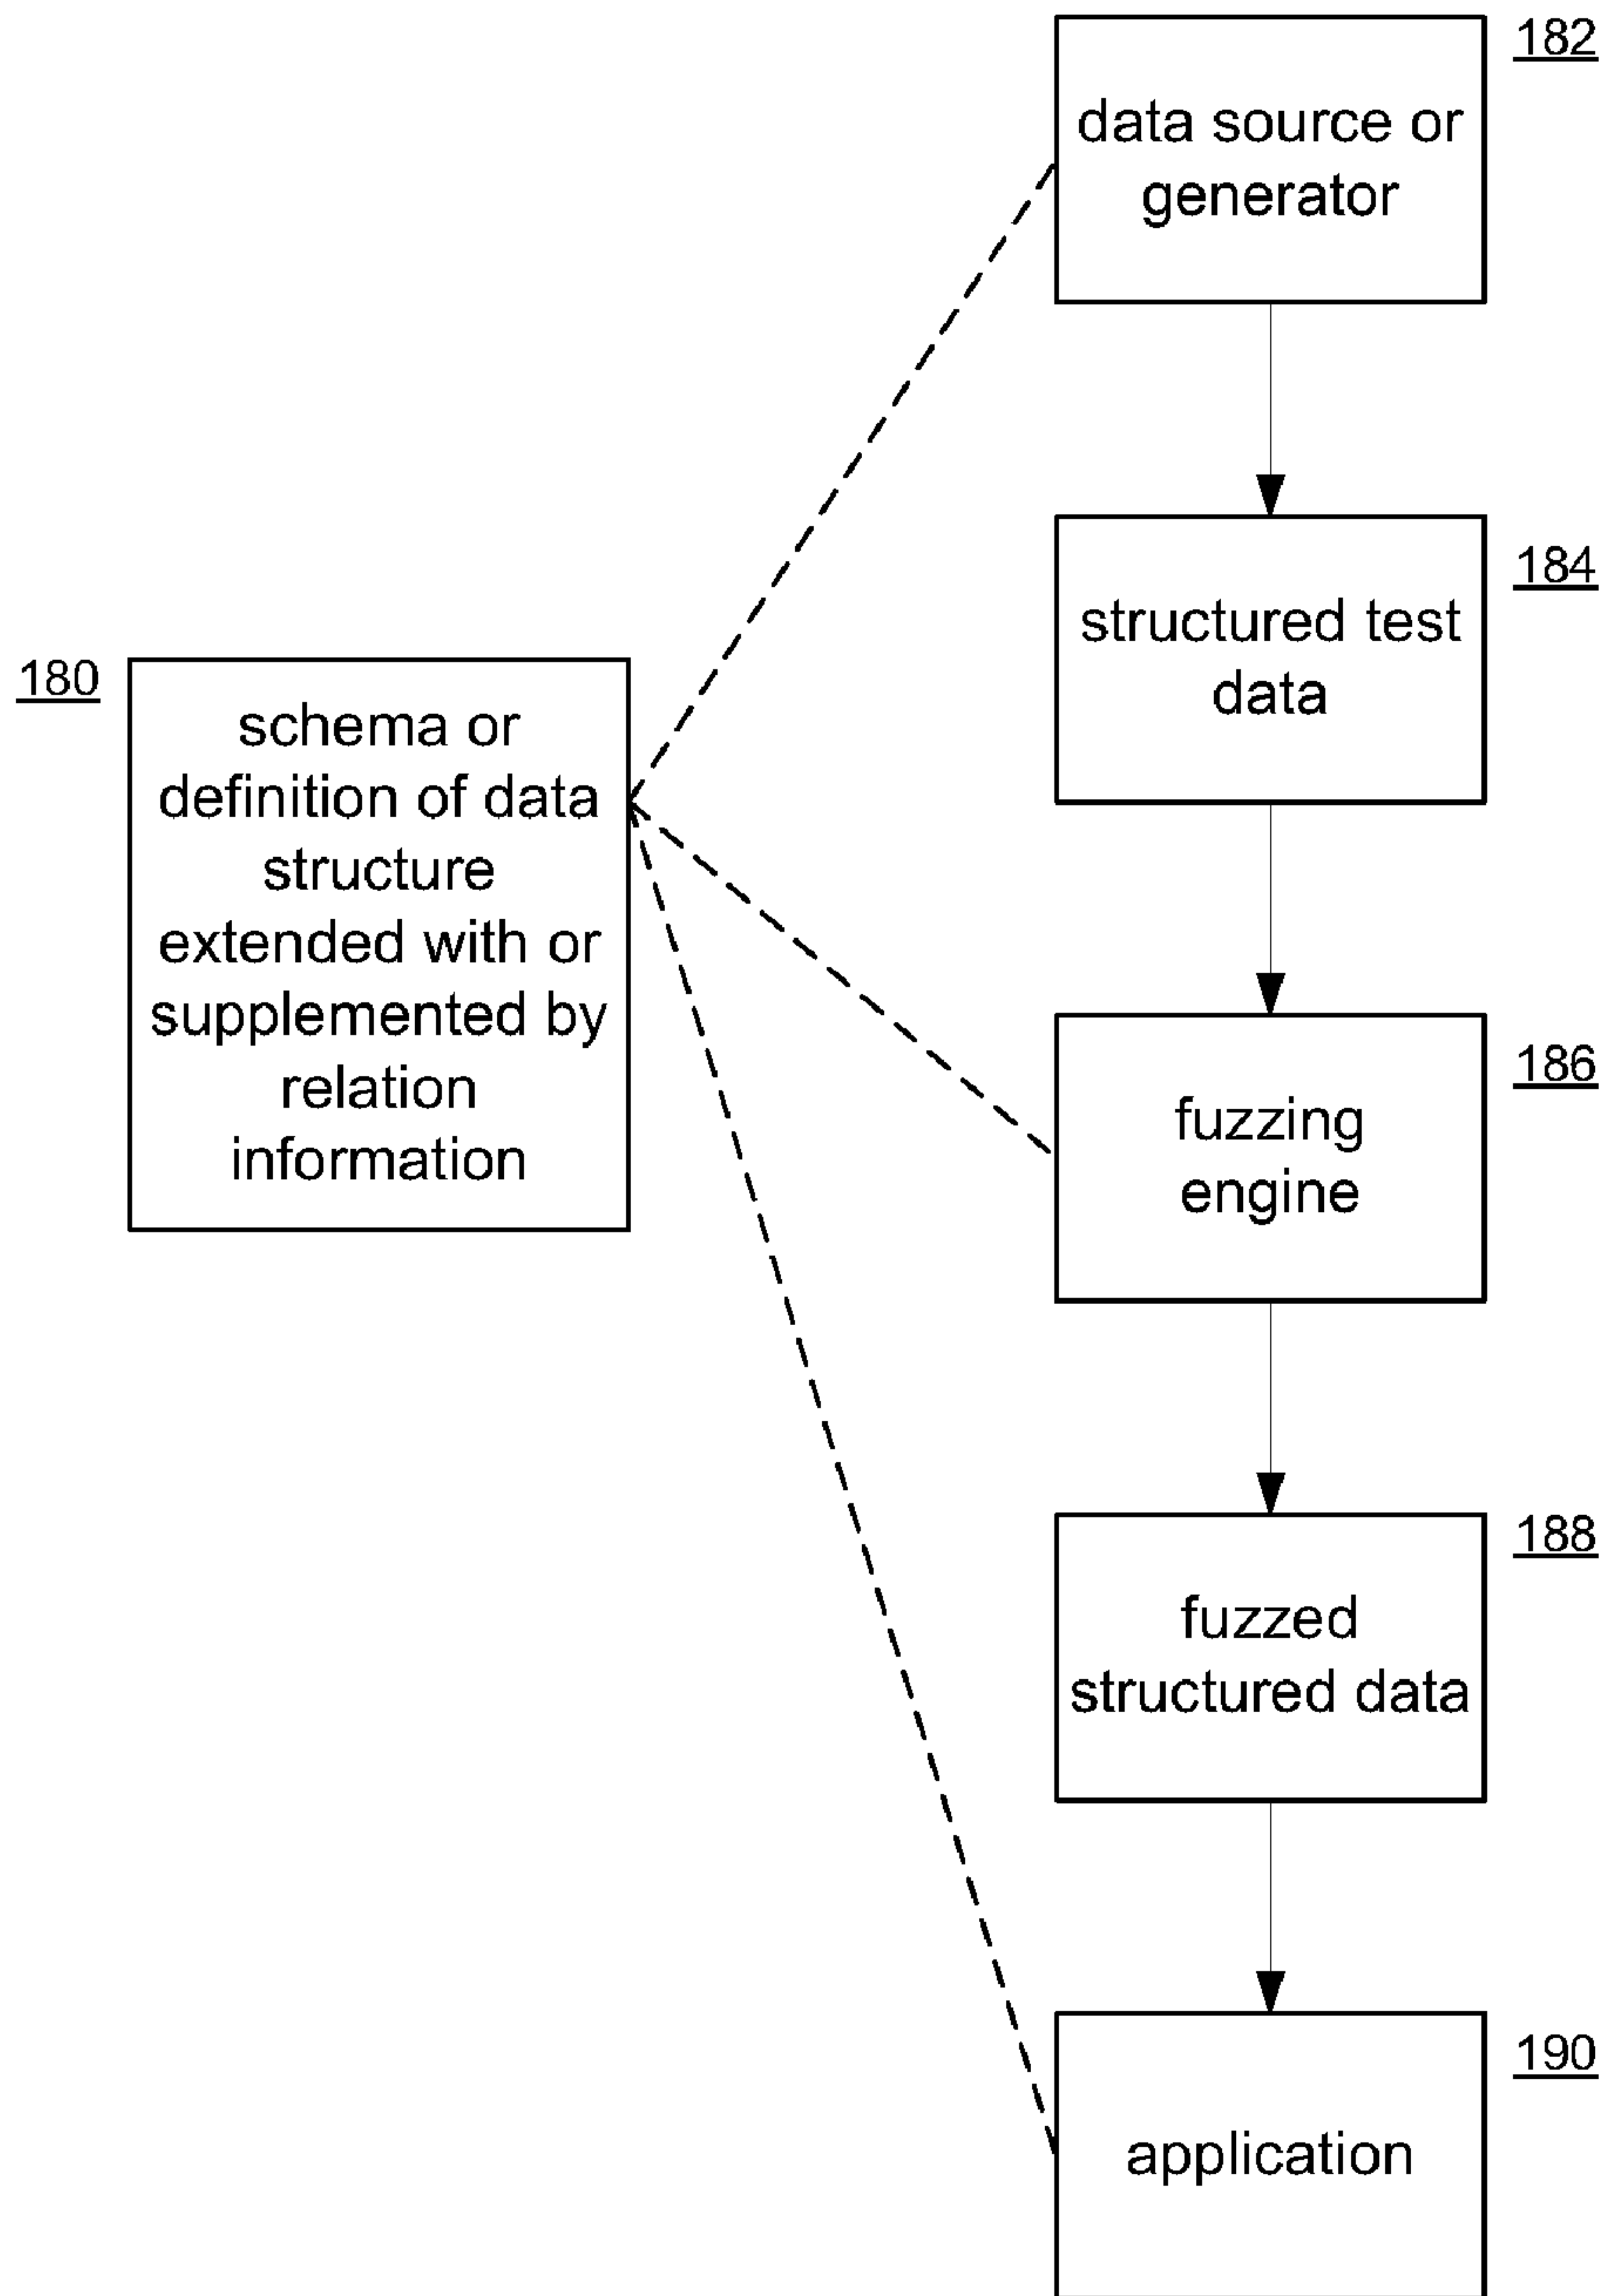 182
data source or
generator
184
structured test
data
180
schema or
definition of data
structure
extended with or
supplemented by
relation
information
186
fuzzing
engine
188
fuzzed
structured data
190
application